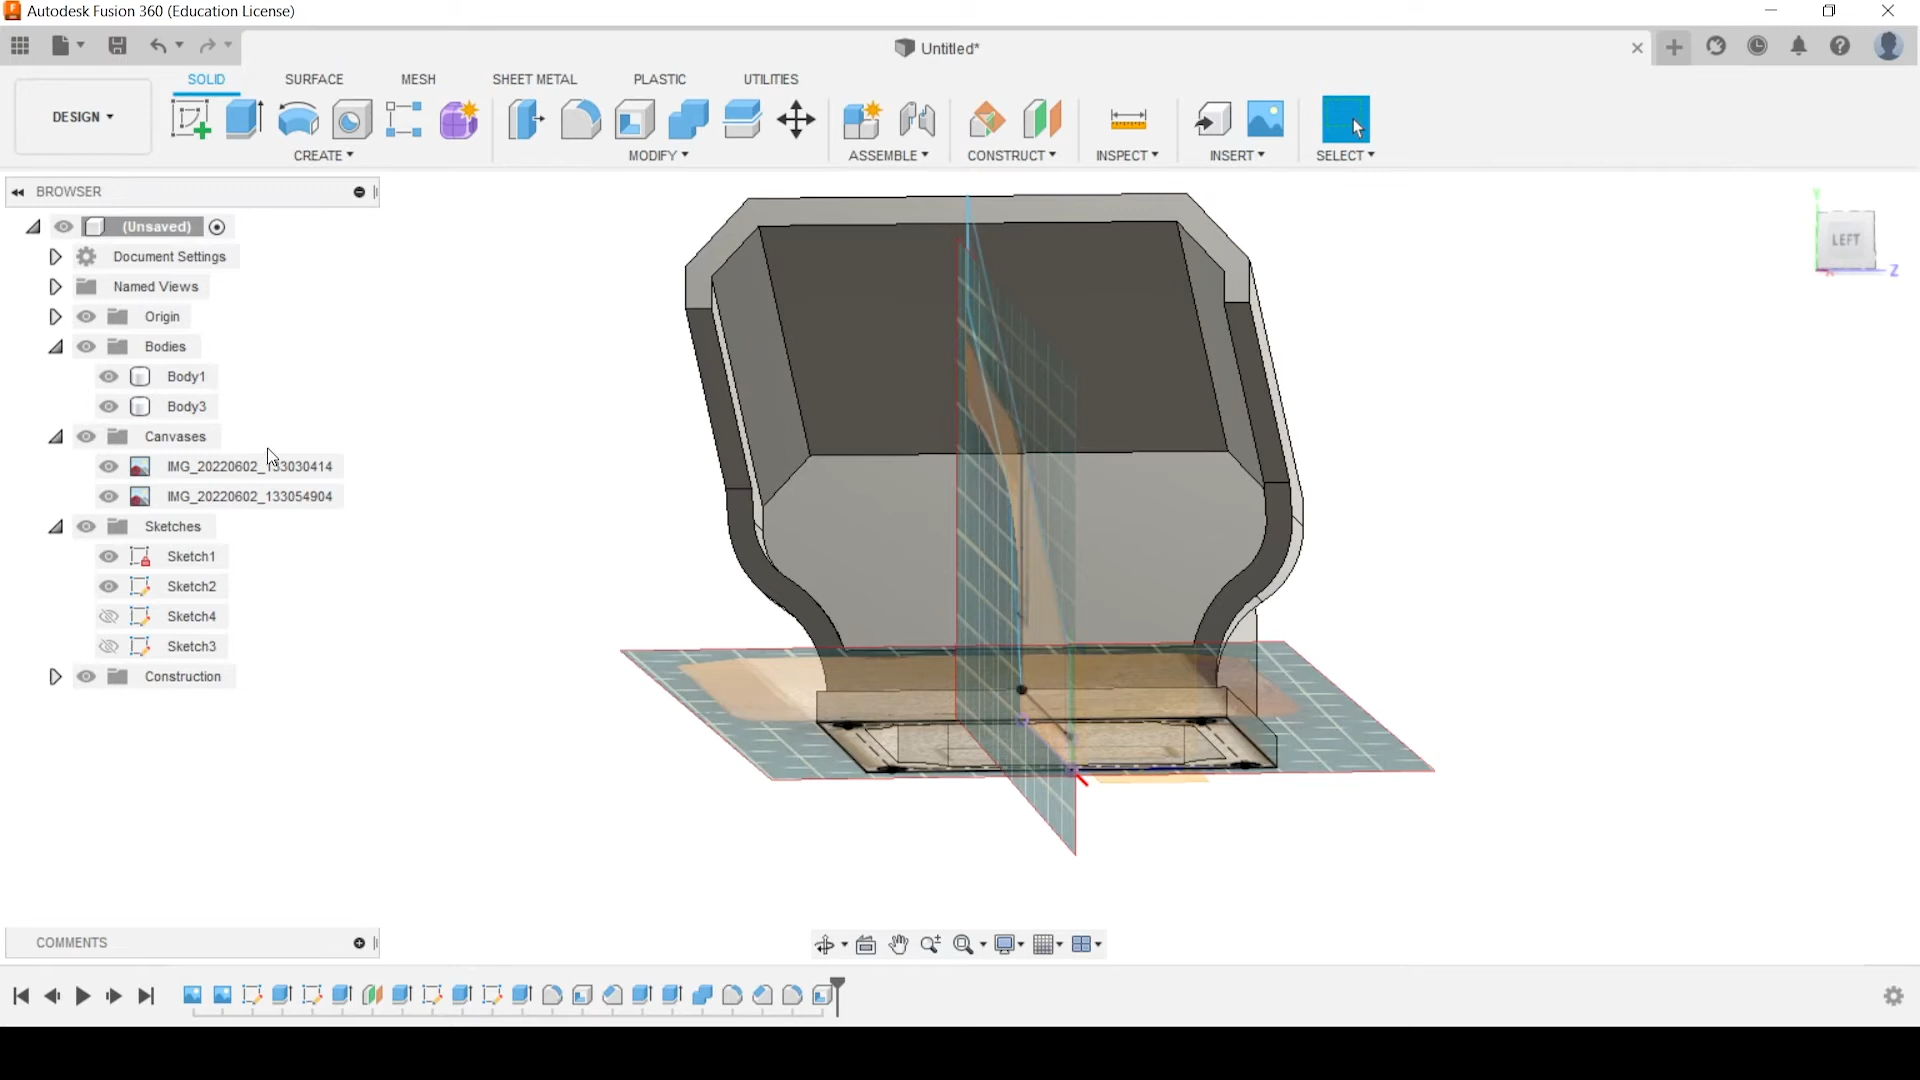 Autodesk Fusion 360 (Education License)
Untitled*
SOLID SURFACE MESH SHEET METAL PLASTIC UTILITIES
DESIGN
CREATE MODIFY ASSEMBLE CONSTRUCT INSPECT INSERT SELECT
BROWSER
(Unsaved)
Document Settings
Named Views
Origin
Bodies
Body1
Body3
Canvases
IMG_20220602_133030414
IMG_20220602_133054904
Sketches
Sketch1
Sketch2
Sketch4
Sketch3
Construction
LEFT
Z
COMMENTS